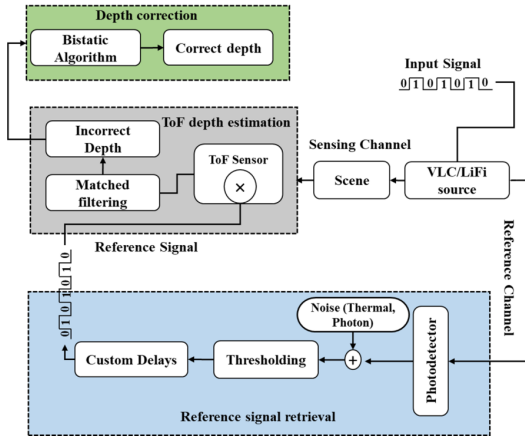 Depth correction
Bistatic
Algorithm
Correct depth
Input Signal
0 1 0 1 0 1 0
ToF depth estimation
Incorrect
Depth
ToF Sensor
×
Matched
filtering
Sensing Channel
Scene
VLC/LiFi
source
Reference Signal
0 1 0 1 0 1 0
Reference Channel
Noise (Thermal,
Photon)
Custom Delays
Thresholding
+
Photodetector
Reference signal retrieval